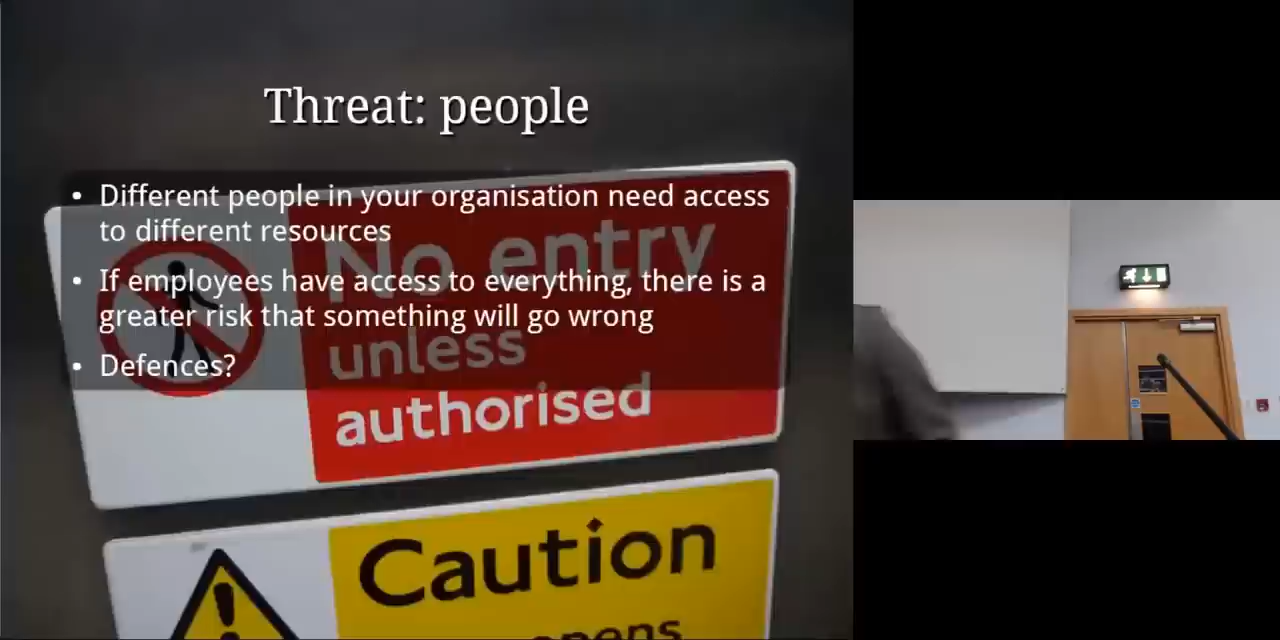 Threat: people
• Different people in your organisation need access
to different resources
• If employees have access to everything, there is a
greater risk that something will go wrong
• Defences?
No entry
unless
authorised
Caution